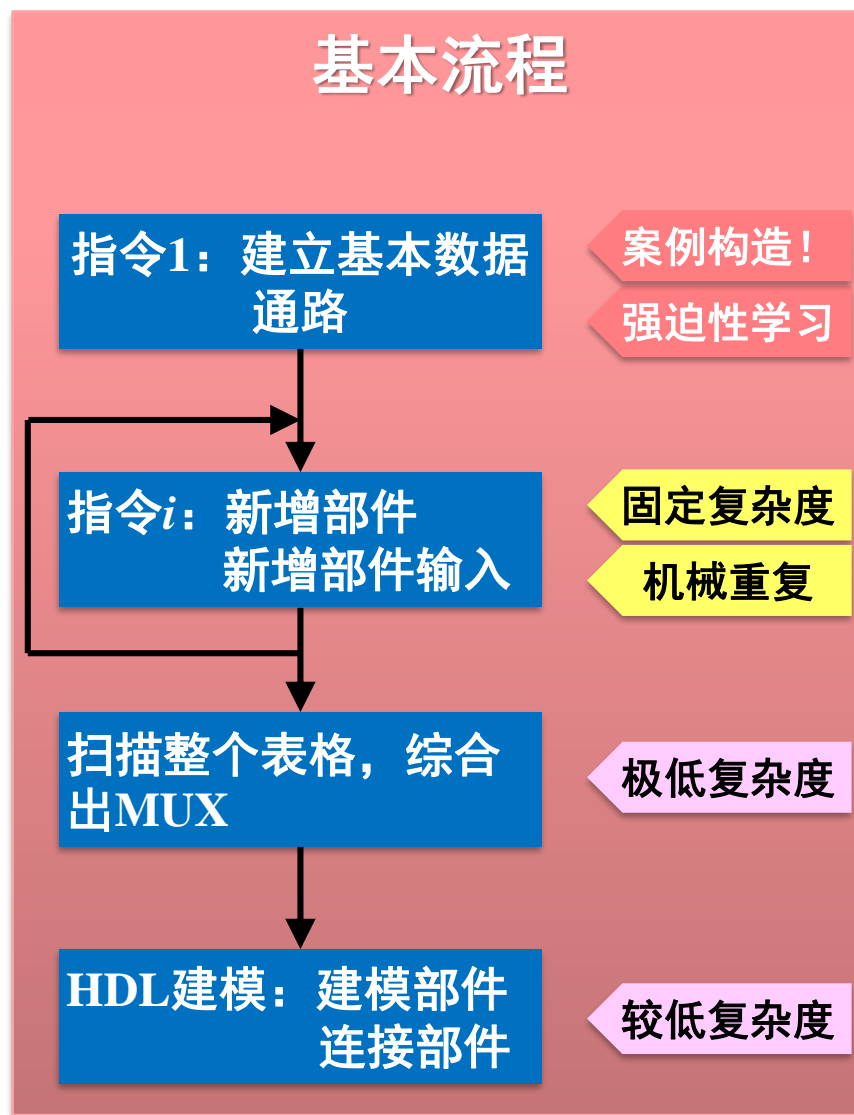 基本流程
指令1：建立基本数据
通路
案例构造！
强迫性学习
指令i：新增部件
新增部件输入
固定复杂度
机械重复
扫描整个表格，综合
出MUX
极低复杂度
HDL建模：建模部件
连接部件
较低复杂度